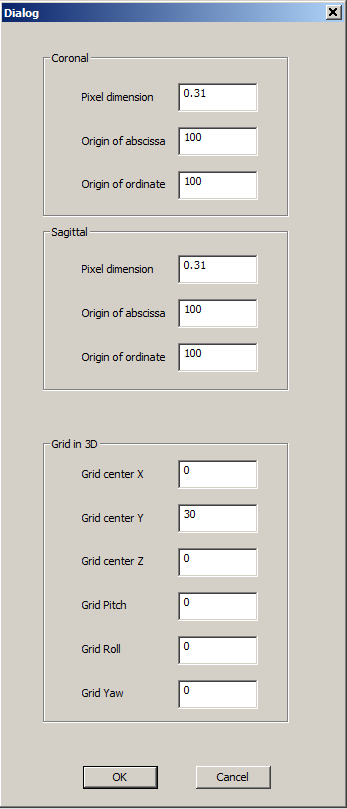 Dialog
Coronal
Pixel dimension 0.31
Origin of abscissa 100
Origin of ordinate 100
Sagittal
Pixel dimension 0.31
Origin of abscissa 100
Origin of ordinate 100
Grid in 3D
Grid center X 0
Grid center Y 30
Grid center Z 0
Grid Pitch 0
Grid Roll 0
Grid Yaw 0
OK Cancel